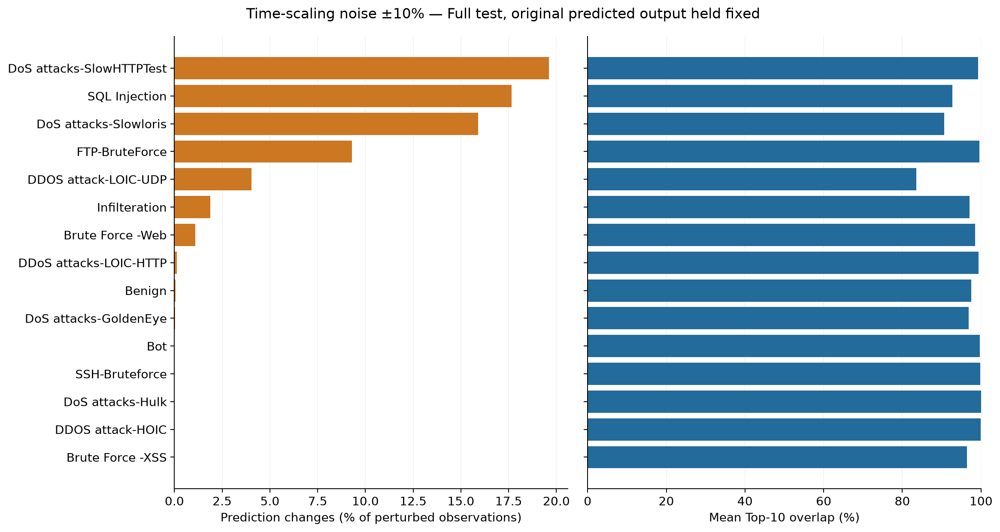 Time-scaling noise ±10% — Full test, original predicted output held fixed
DoS attacks-SlowHTTPTest
SQL Injection
DoS attacks-Slowloris
FTP-BruteForce
DDOS attack-LOIC-UDP
Infilteration
Brute Force -Web
DDoS attacks-LOIC-HTTP
Benign
DoS attacks-GoldenEye
Bot
SSH-Bruteforce
DoS attacks-Hulk
DDOS attack-HOIC
Brute Force -XSS
0.0 2.5 5.0 7.5 10.0 12.5 15.0 17.5 20.0
Prediction changes (% of perturbed observations)
0 20 40 60 80 100
Mean Top-10 overlap (%)